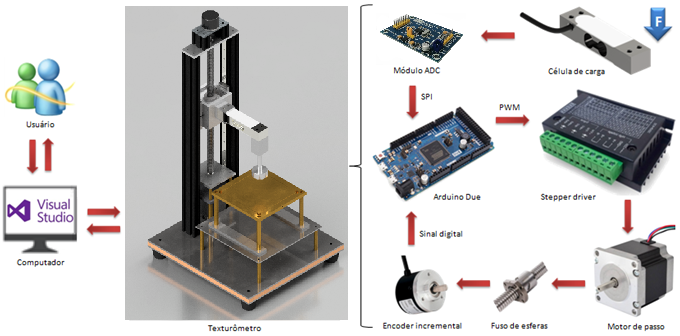 Usuário
Visual
Studio
Computador
Texturômetro
F
Módulo ADC
Célula de carga
SPI
PWM
Arduino Due
Stepper driver
Sinal digital
Encoder incremental
Fuso de esferas
Motor de passo